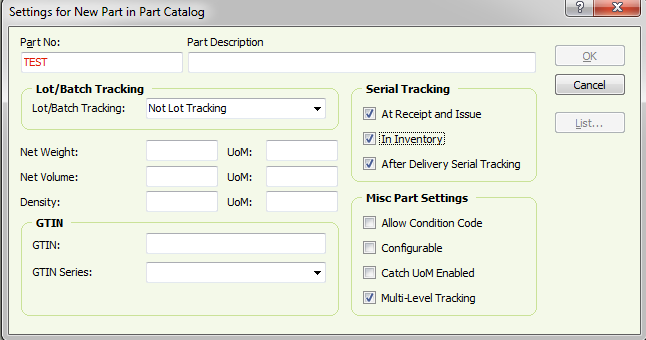 Settings for New Part in Part Catalog
?
Part No:
Part Description
TEST
OK
Cancel
List...
Lot/Batch Tracking
Lot/Batch Tracking:
Not Lot Tracking
Serial Tracking
At Receipt and Issue
In Inventory
After Delivery Serial Tracking
Net Weight:
UoM:
Net Volume:
UoM:
Density:
UoM:
Misc Part Settings
Allow Condition Code
Configurable
Catch UoM Enabled
Multi-Level Tracking
GTIN
GTIN:
GTIN Series: